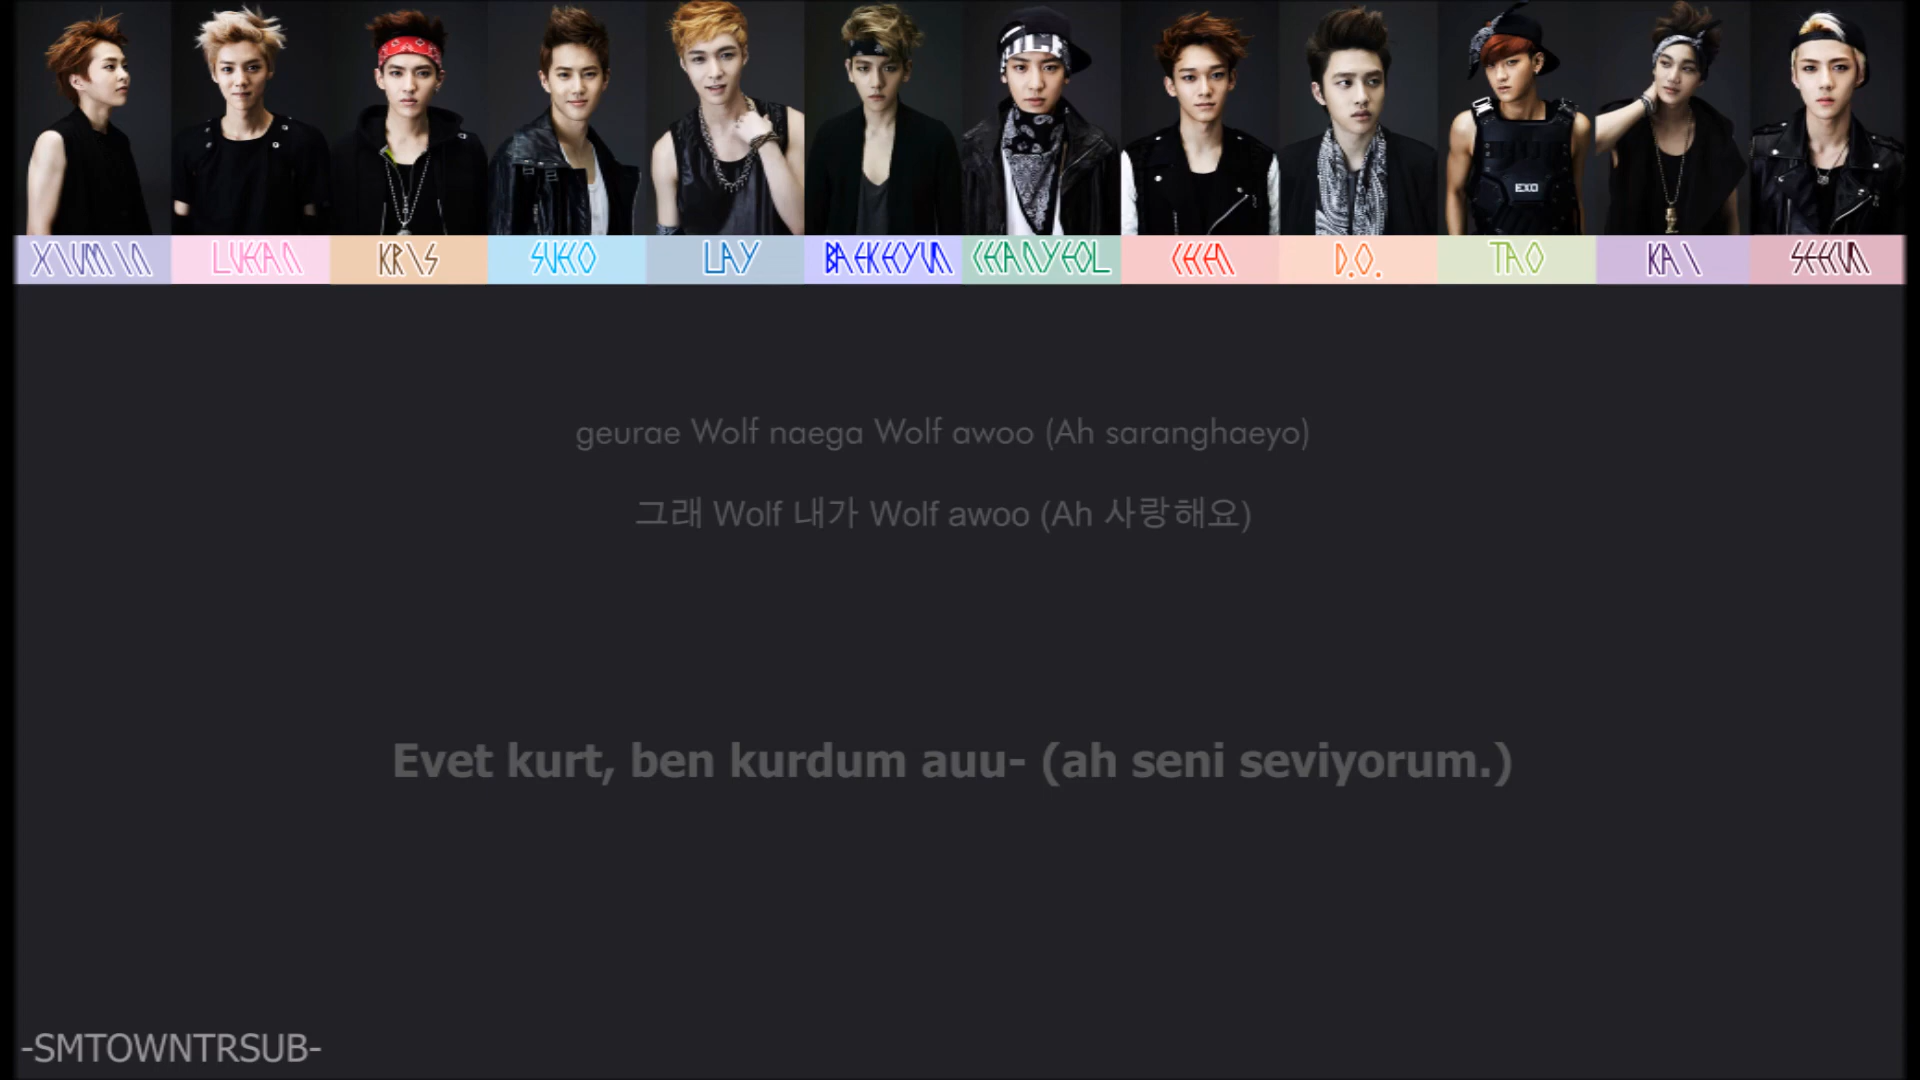 EXO
XIUMIN LUHAN KRIS SUHO LAY BAEKHYUN CHANYEOL CHEN D.O. TAO KAI SEHUN
geurae Wolf naega Wolf awoo (Ah saranghaeyo)
그래 Wolf 내가 Wolf awoo (Ah 사랑해요)
Evet kurt, ben kurdum auu- (ah seni seviyorum.)
-SMTOWNTRSUB-